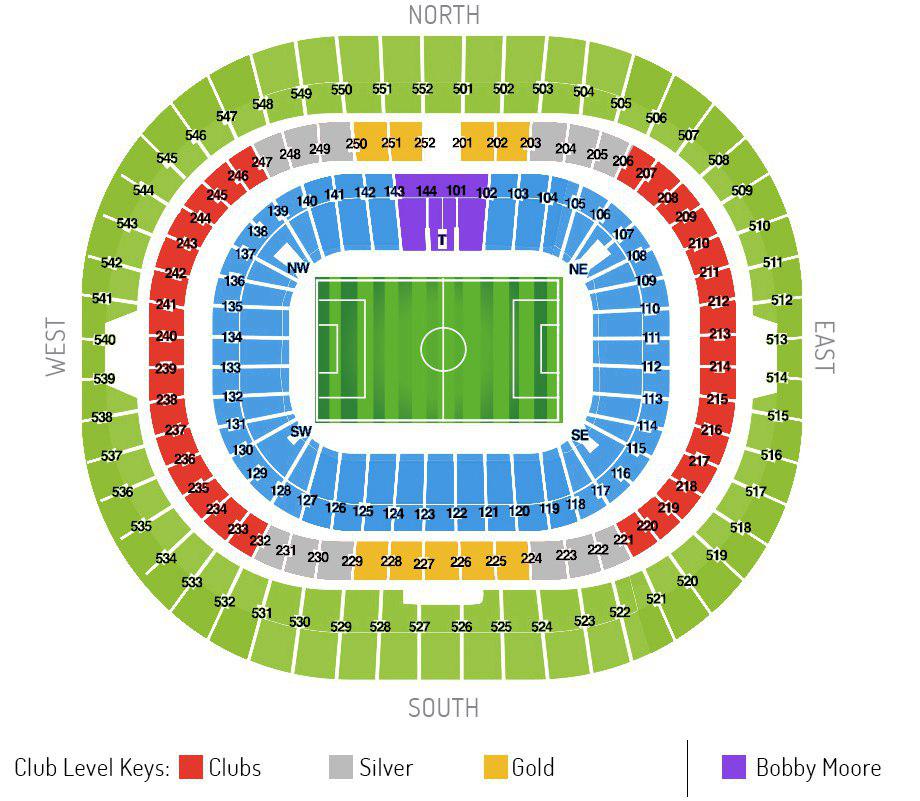 NORTH
549 550 551 552 501 502 503 504
548 505
547 506
546 507
545 508
544 509
543 510
542 511
541 512
540 513
539 514
538 515
537 516
536 517
535 518
534 519
533 520
532 521
531 522
530 529 528 527 526 525 524 523
250 251 252 201 202 203
247 248 249 204 205 206
246 207
245 208
244 209
243 210
242 211
241 212
240 213
239 214
238 215
237 216
236 217
235 218
234 219
233 220
232 231 230 229 228 227 226 225 224 223 222 221
139 140 141 142 143 144 101 102 103 104 105 106
138 107
137 108
136 109
135 110
134 111
133 112
132 113
131 114
130 115
129 116
128 117
127 126 125 124 123 122 121 120 119 118
T
NW NE
SW SE
WEST
EAST
SOUTH
Club Level Keys: Clubs Silver Gold Bobby Moore